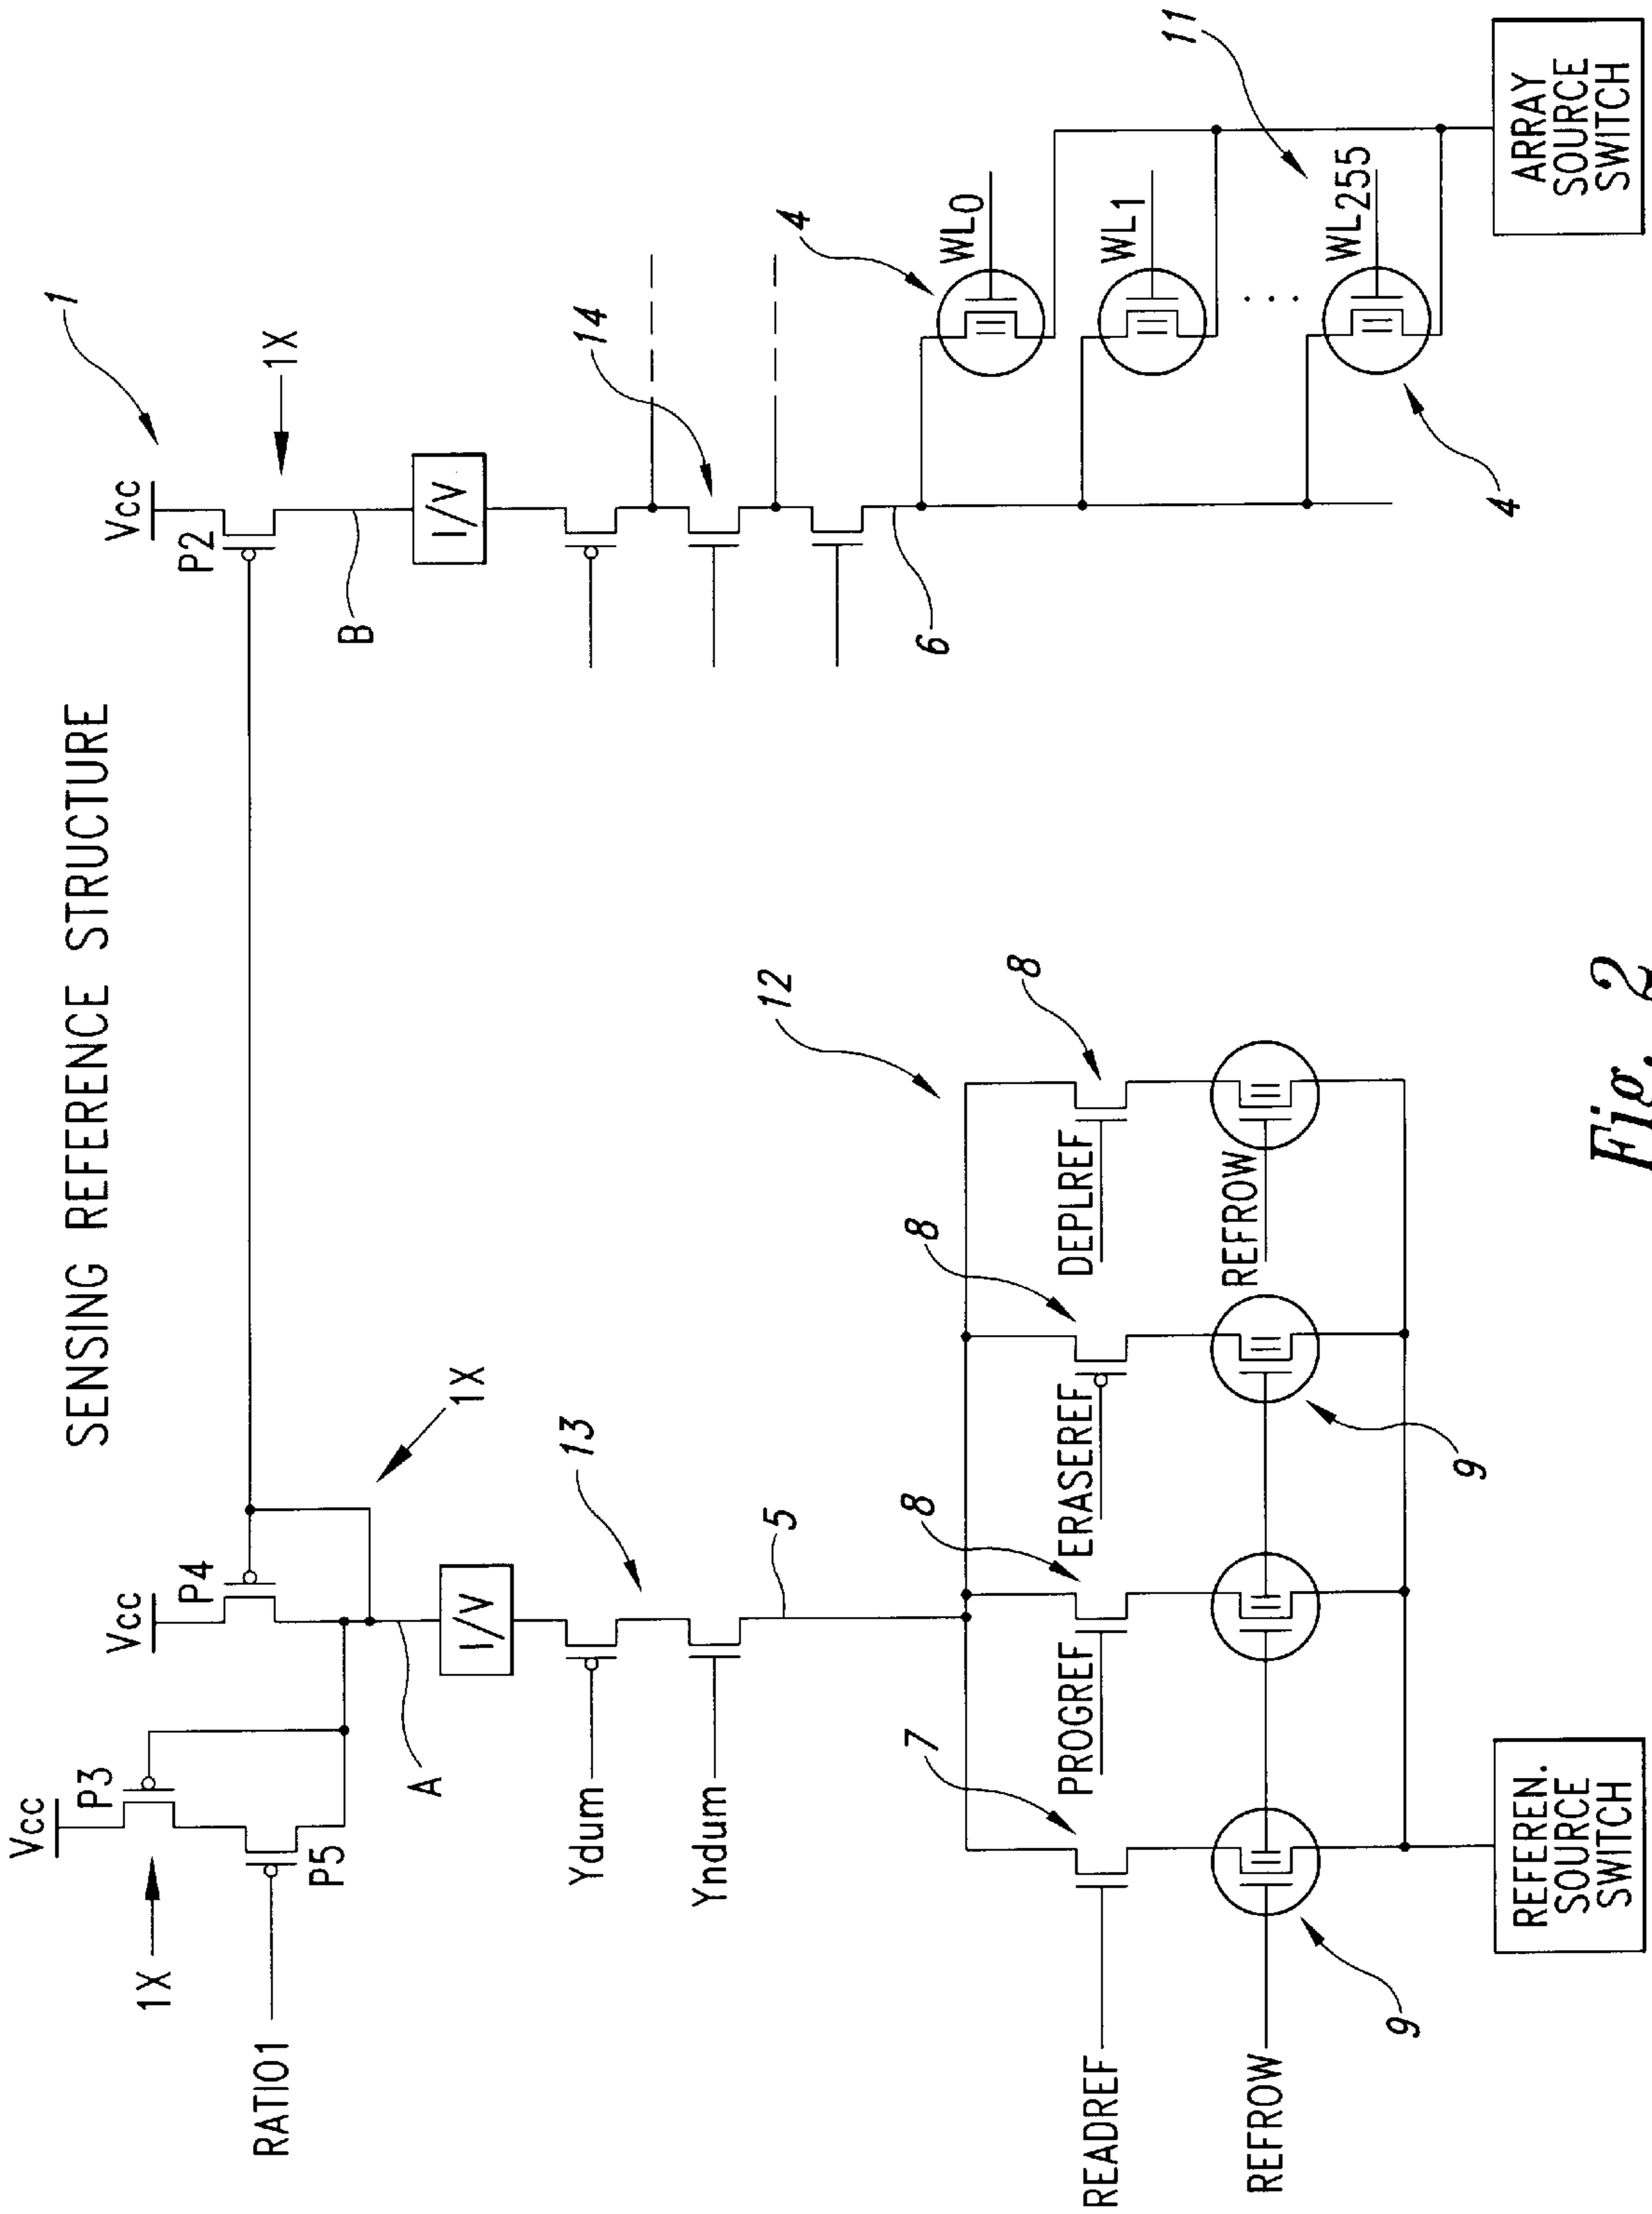 SENSING REFERENCE STRUCTURE
1
Vcc
Vcc
Vcc
P3
P4
P2
1X
1X
1X
RATIO1
P5
A
B
I/V
I/V
13
14
Ydum
Yndum
5
6
4
WL0
WL1
...
WL255
11
4
12
7
8
8
8
READREF
PROGREF
ERASEREF
DEPLREF
REFROW
REFROW
9
9
REFEREN.
SOURCE
SWITCH
ARRAY
SOURCE
SWITCH
Fig. 2